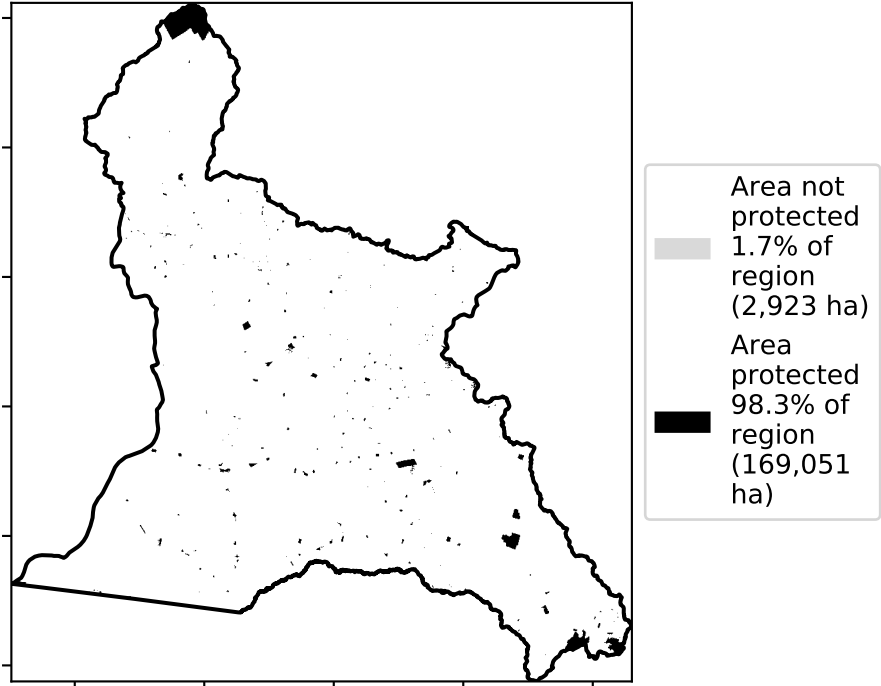 Area not
protected
1.7% of
region
(2,923 ha)
Area
protected
98.3% of
region
(169,051
ha)